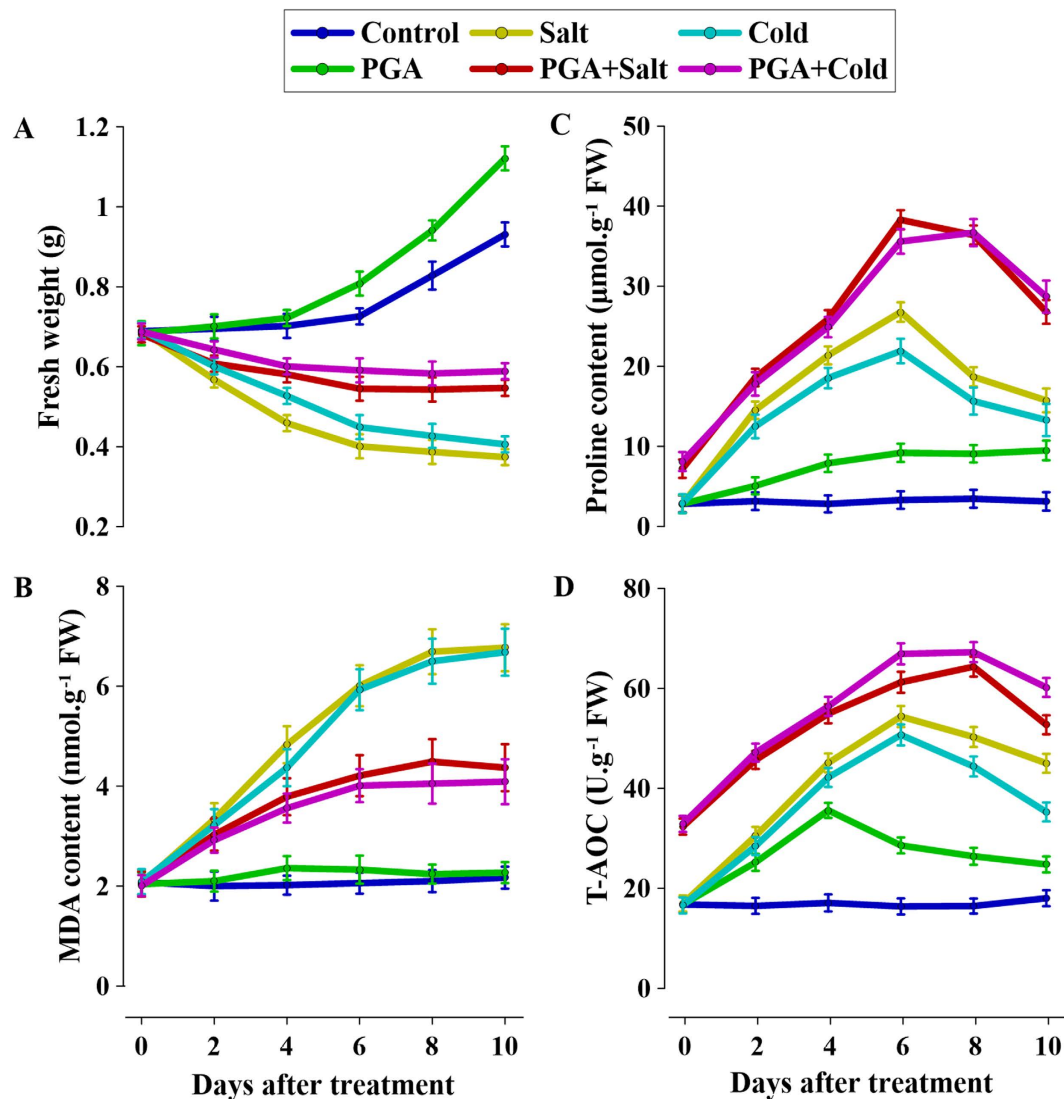 Control Salt Cold
PGA PGA+Salt PGA+Cold
A
Fresh weight (g)
1.2
1
0.8
0.6
0.4
0.2
C
Proline content (μmol.g⁻¹ FW)
50
40
30
20
10
0
B
MDA content (nmol.g⁻¹ FW)
8
6
4
2
0
0 2 4 6 8 10
Days after treatment
D
T-AOC (U.g⁻¹ FW)
80
60
40
20
0
0 2 4 6 8 10
Days after treatment